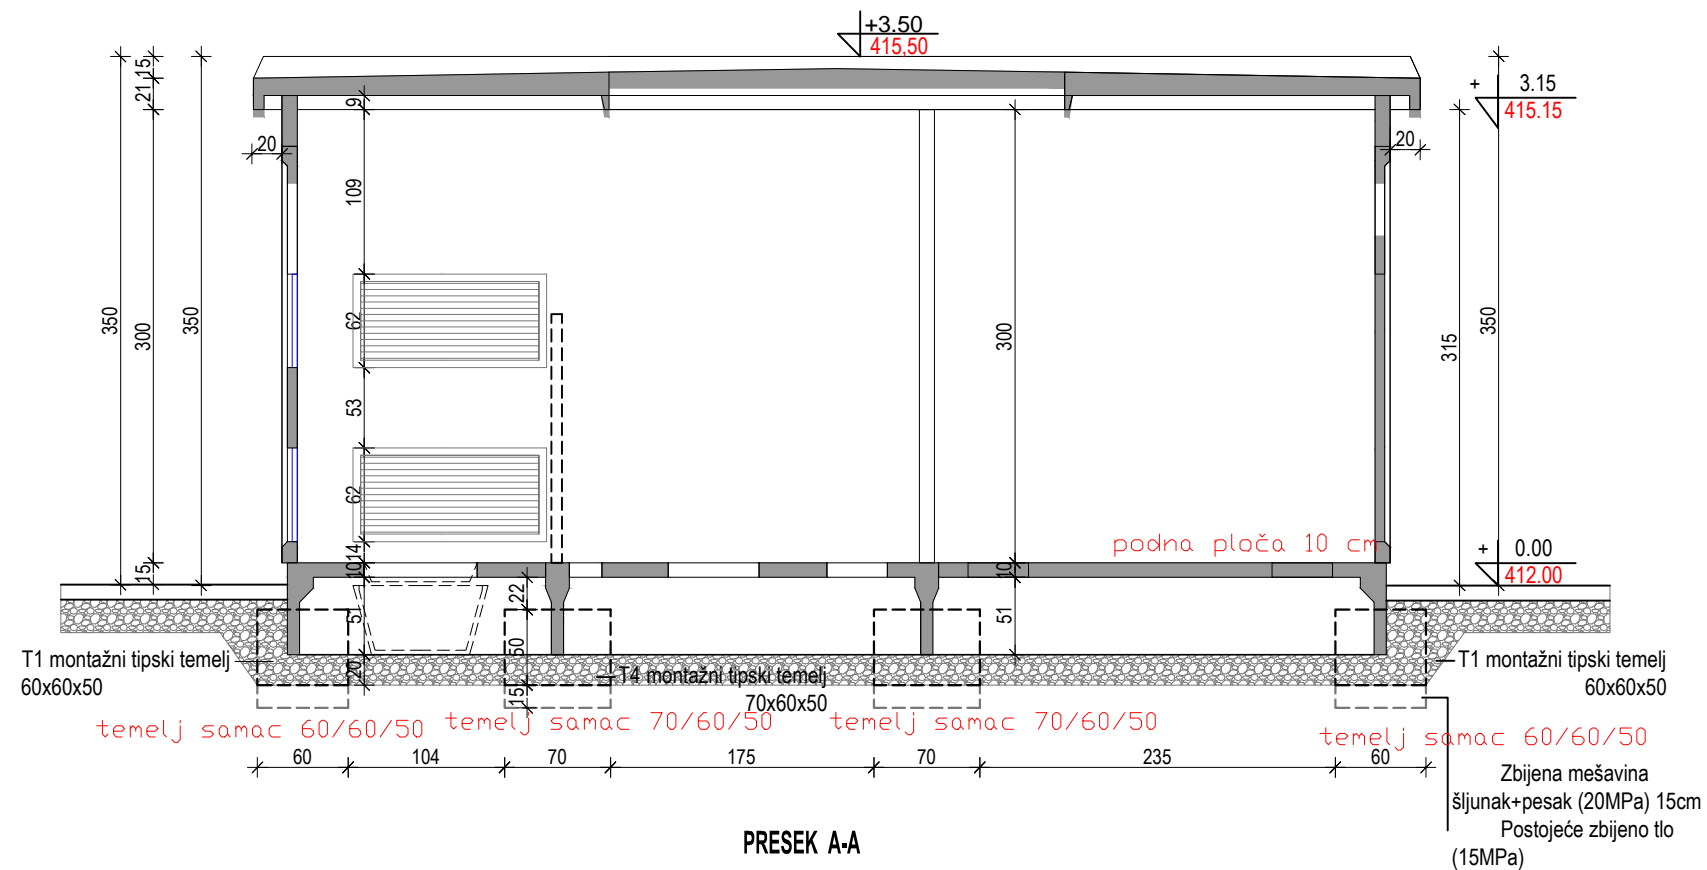 +3.50
415,50
+ 3.15
415.15
15
21
9
20
20
109
350
300
350
62
300
315
350
53
62
14
podna ploča 10 cm
+ 0.00
412.00
15
10
10
22
51
51
50
20
15
T1 montažni tipski temelj
60x60x50
T4 montažni tipski temelj
70x60x50
T1 montažni tipski temelj
60x60x50
temelj samac 60/60/50
temelj samac 70/60/50
temelj samac 70/60/50
temelj samac 60/60/50
60
104
70
175
70
235
60
Zbijena mešavina
šljunak+pesak (20MPa) 15cm
Postojeće zbijeno tlo
(15MPa)
PRESEK A-A